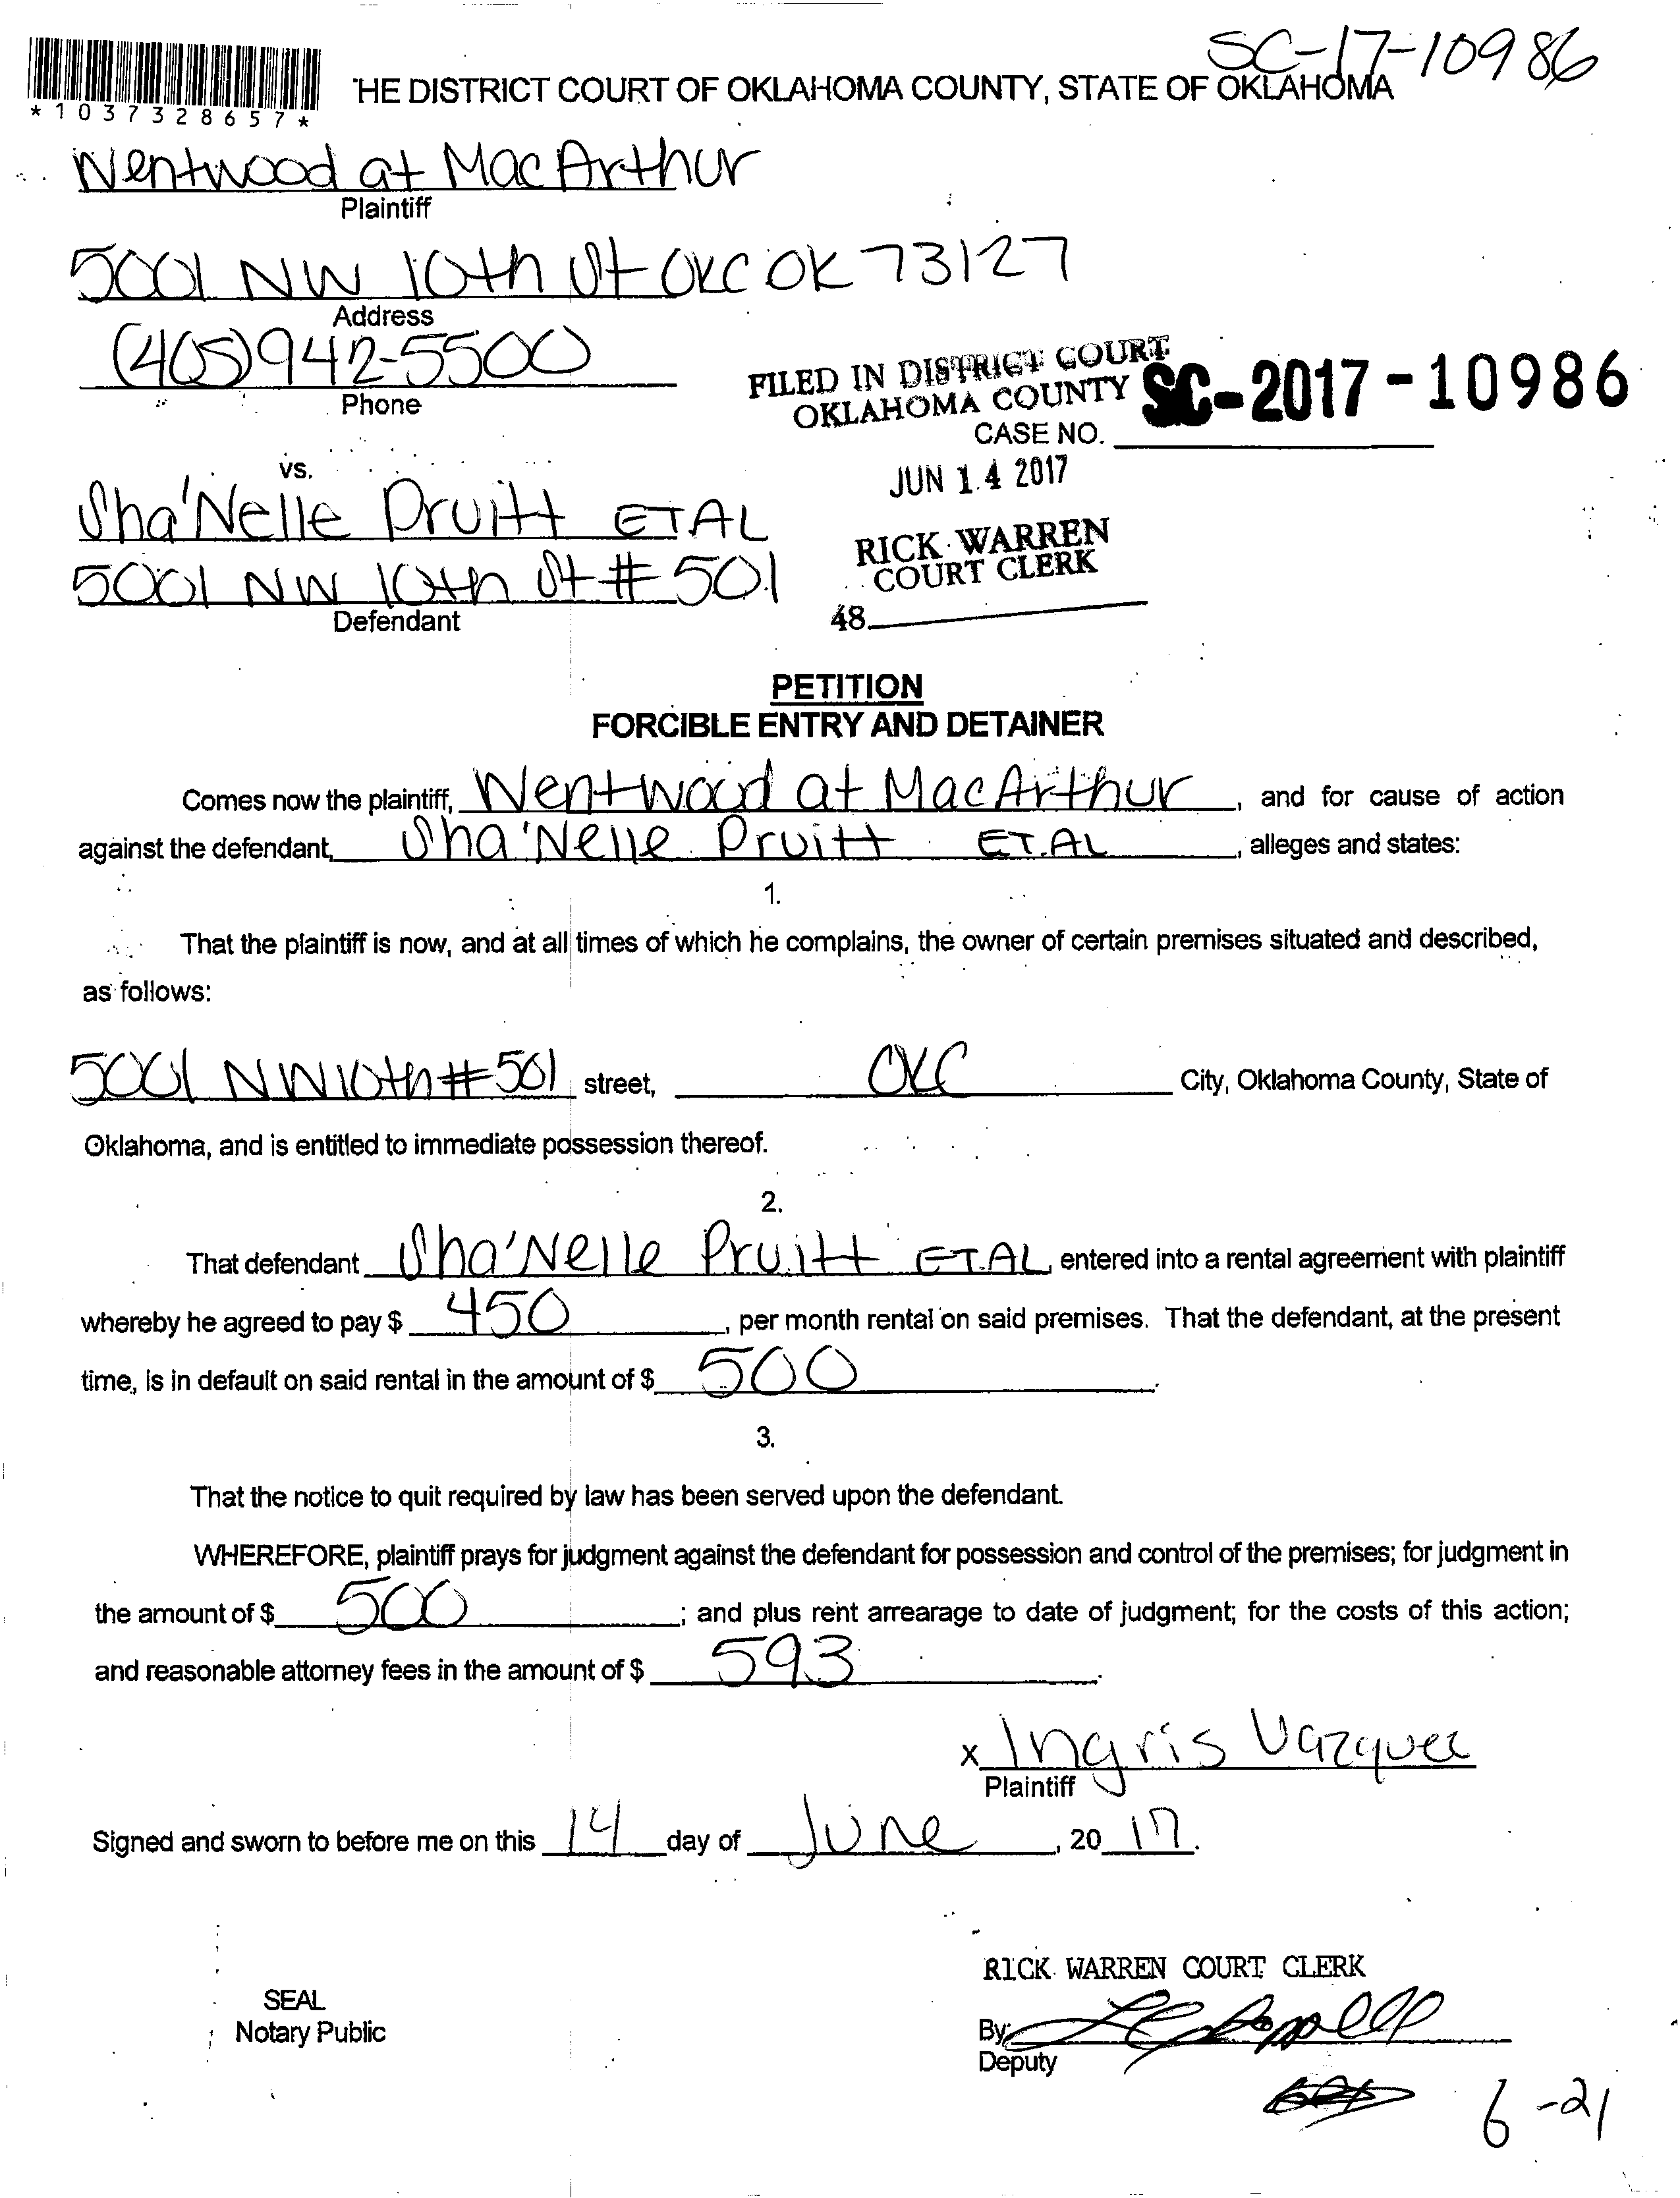 SC-17-10986
*1037328657*
HE DISTRICT COURT OF OKLAHOMA COUNTY, STATE OF OKLAHOMA
Wentwood at MacArthur
Plaintiff
5001 NW 10th St OKC OK 73127
Address
(405)942-5500
Phone
FILED IN DISTRICT COURT
OKLAHOMA COUNTY
SC-2017-10986
CASE NO.
JUN 14 2017
vs.
Sha'Nelle Pruitt ETAL
RICK WARREN
COURT CLERK
5001 NW 10th St # 501
Defendant
48
PETITION
FORCIBLE ENTRY AND DETAINER
Comes now the plaintiff, Wentwood at MacArthur, and for cause of action
against the defendant, Sha'Nelle Pruitt ET.AL, alleges and states:
1.
That the plaintiff is now, and at all times of which he complains, the owner of certain premises situated and described,
as follows:
5001 NW10th #501 street, OKC City, Oklahoma County, State of
Oklahoma, and is entitled to immediate possession thereof.
2.
That defendant Sha'Nelle Pruitt ET.AL, entered into a rental agreement with plaintiff
whereby he agreed to pay $ 450, per month rental on said premises. That the defendant, at the present
time, is in default on said rental in the amount of $ 500.
3.
That the notice to quit required by law has been served upon the defendant.
WHEREFORE, plaintiff prays for judgment against the defendant for possession and control of the premises; for judgment in
the amount of $ 500; and plus rent arrearage to date of judgment; for the costs of this action;
and reasonable attorney fees in the amount of $ 593.
x Ingris Vazquez
Plaintiff
Signed and sworn to before me on this 14 day of June, 20 17.
RICK WARREN COURT CLERK
SEAL
Notary Public
By:
Deputy
6-21